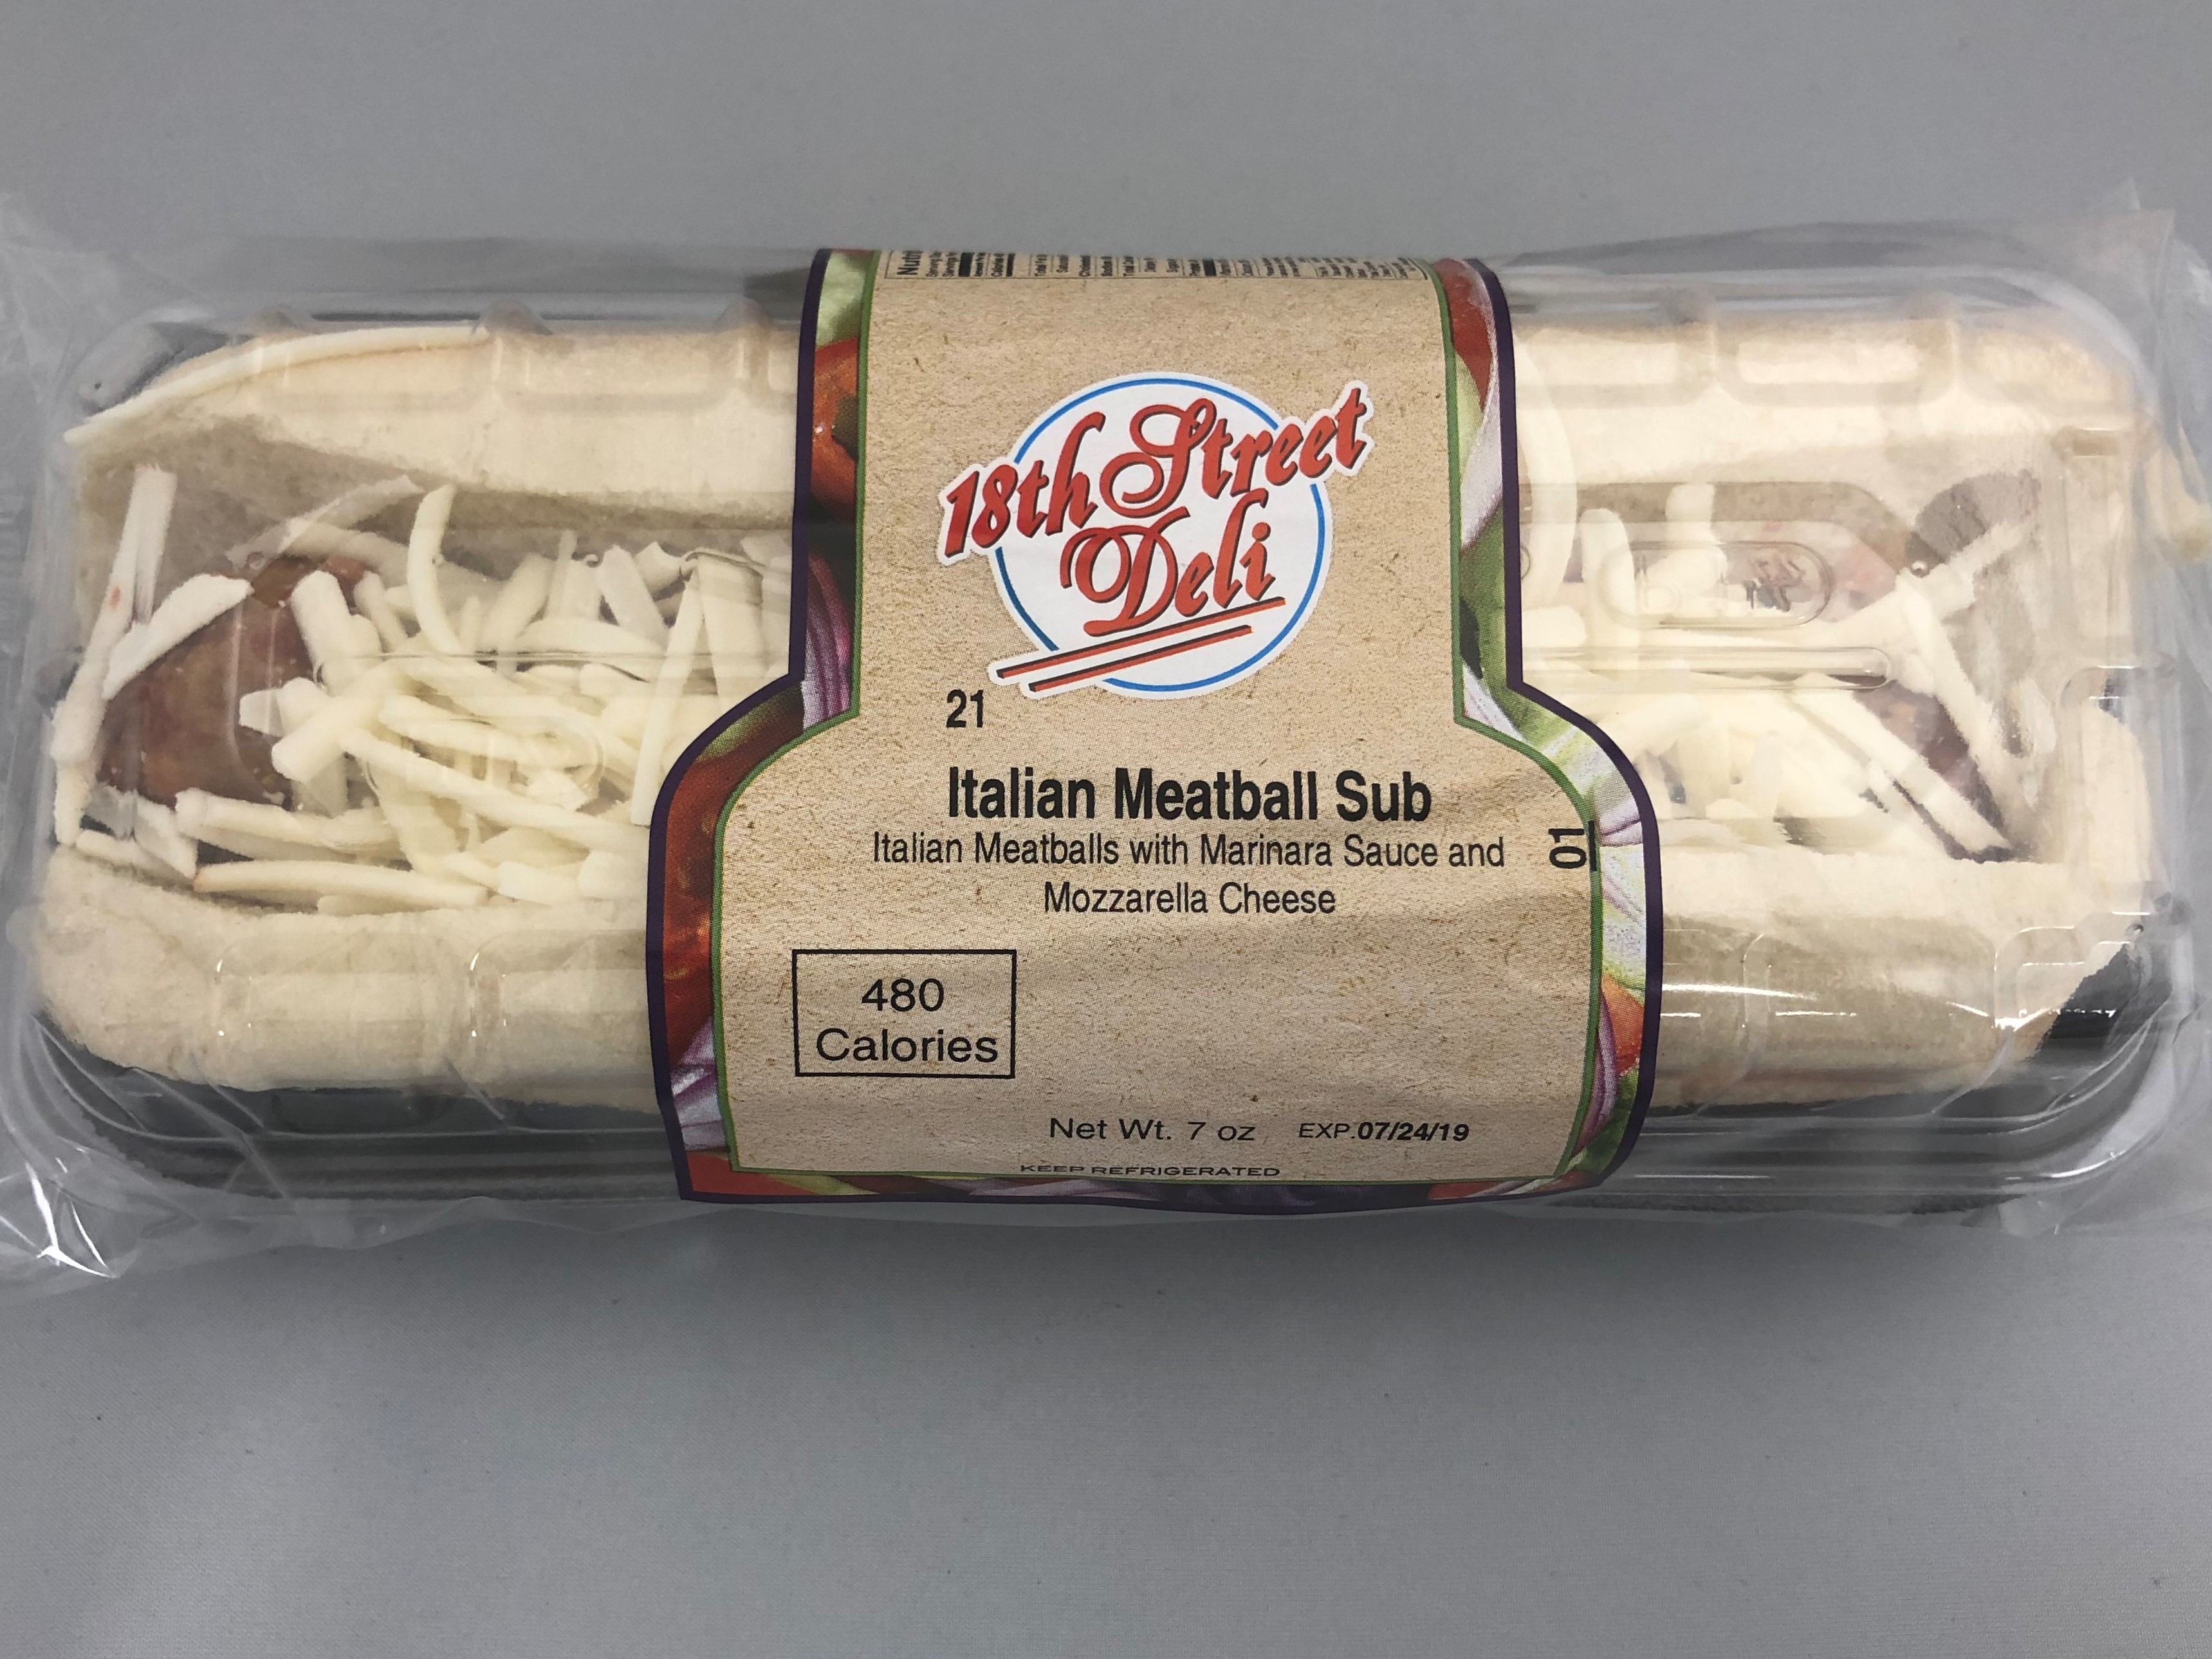 18th Street
Deli
21
Italian Meatball Sub
Italian Meatballs with Marinara Sauce and
Mozzarella Cheese
01
480
Calories
Net Wt. 7 oz EXP.07/24/19
KEEP REFRIGERATED